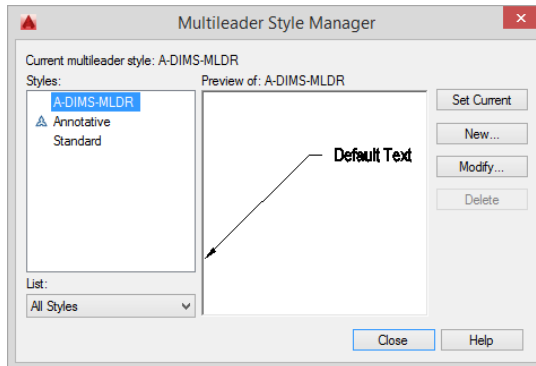 Multileader Style Manager
Current multileader style: A-DIMS-MLDR
Styles:
Preview of: A-DIMS-MLDR
A-DIMS-MLDR
Annotative
Standard
Default Text
Set Current
New...
Modify...
Delete
List:
All Styles
Close
Help